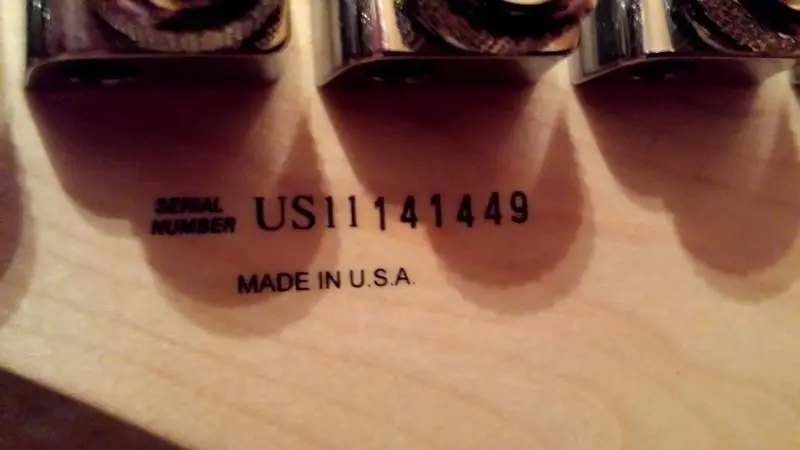 SERIAL
NUMBER US11141449
MADE IN U.S.A.